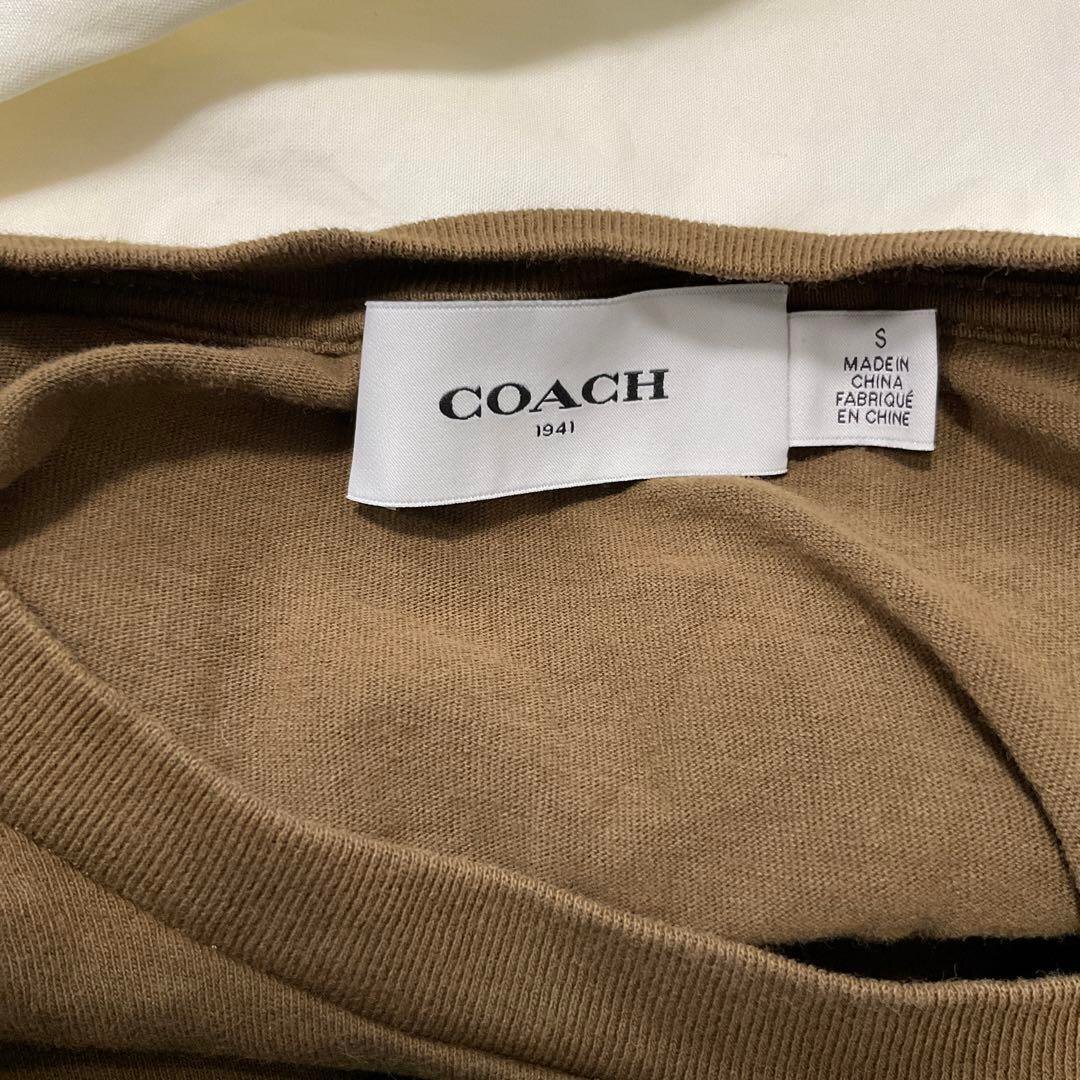 COACH
1941
S
MADE IN
CHINA
FABRIQUÉ
EN CHINE